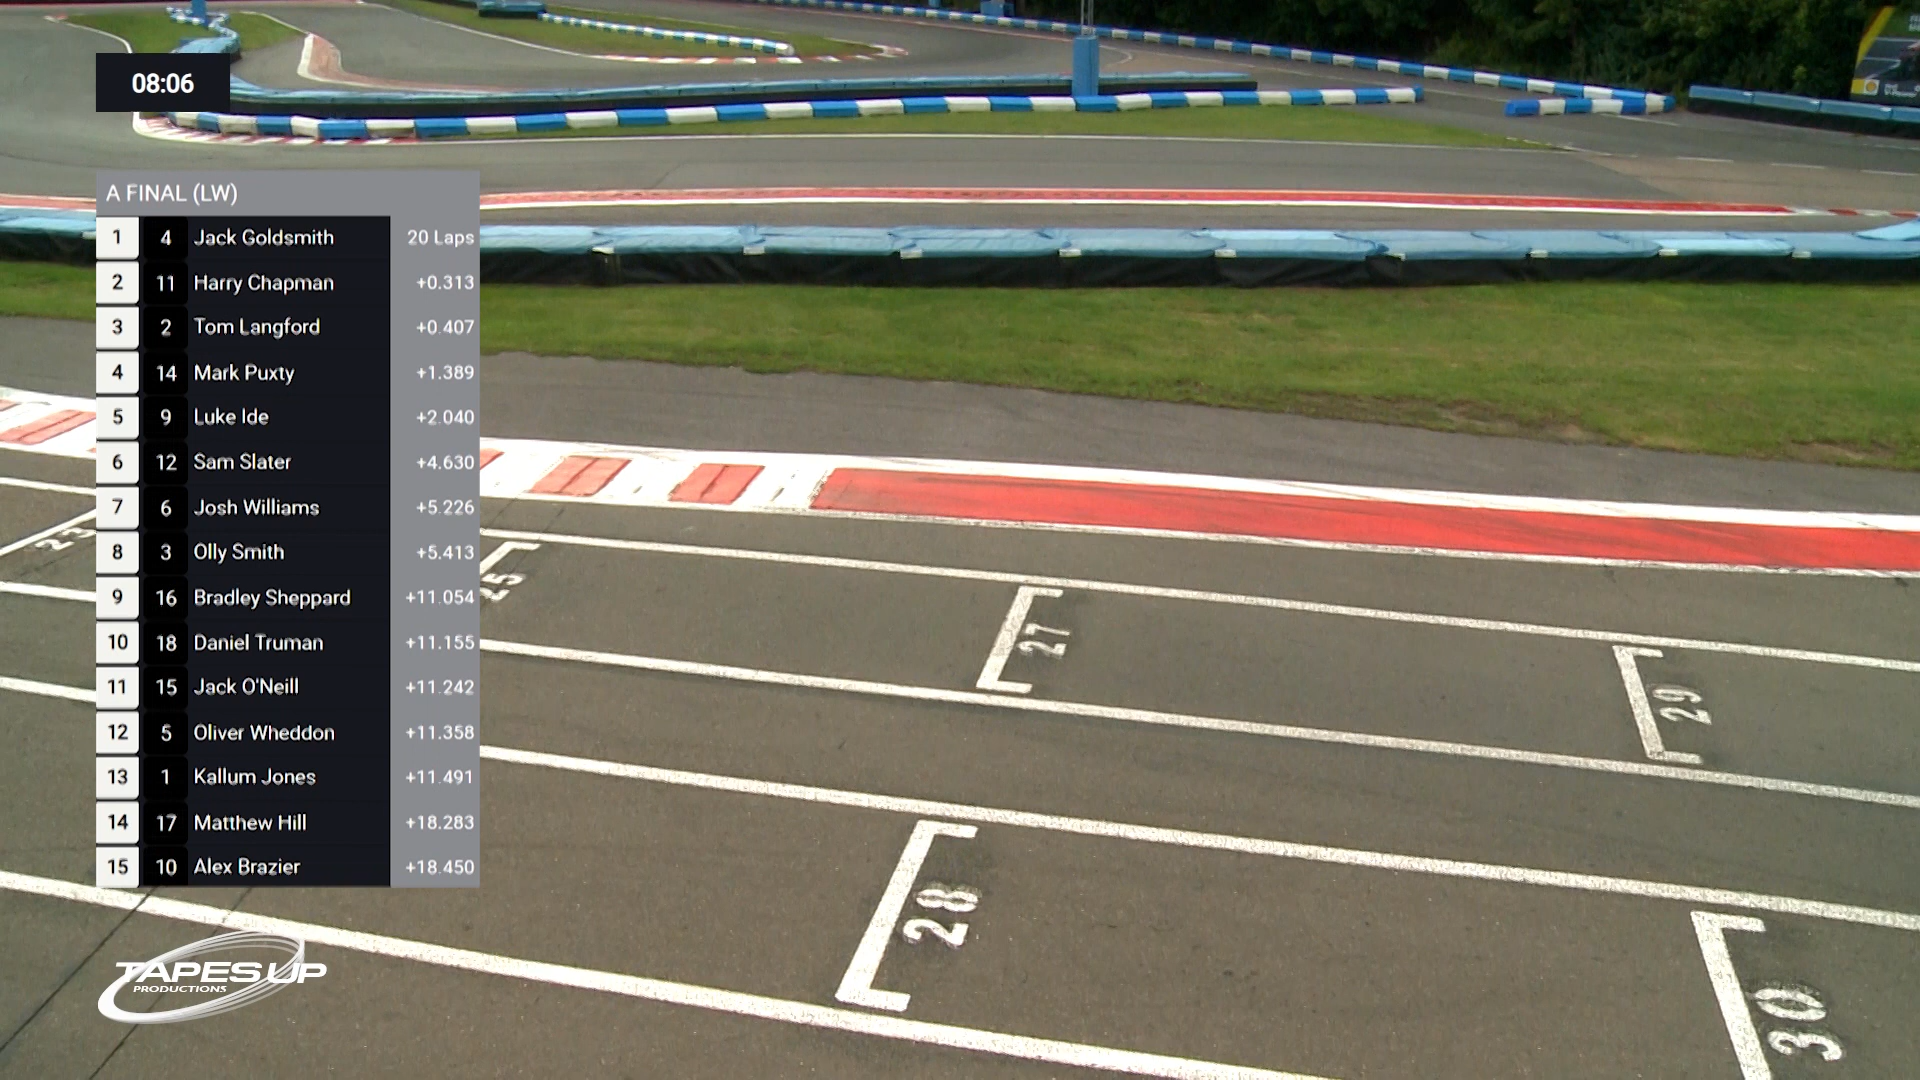 08:06
A FINAL (LW)
1 4 Jack Goldsmith 20 Laps
2 11 Harry Chapman +0.313
3 2 Tom Langford +0.407
4 14 Mark Puxty +1.389
5 9 Luke Ide +2.040
6 12 Sam Slater +4.630
7 6 Josh Williams +5.226
8 3 Olly Smith +5.413
9 16 Bradley Sheppard +11.054
10 18 Daniel Truman +11.155
11 15 Jack O'Neill +11.242
12 5 Oliver Wheddon +11.358
13 1 Kallum Jones +11.491
14 17 Matthew Hill +18.283
15 10 Alex Brazier +18.450
23
25
27
29
28
30
TAPES UP
PRODUCTIONS